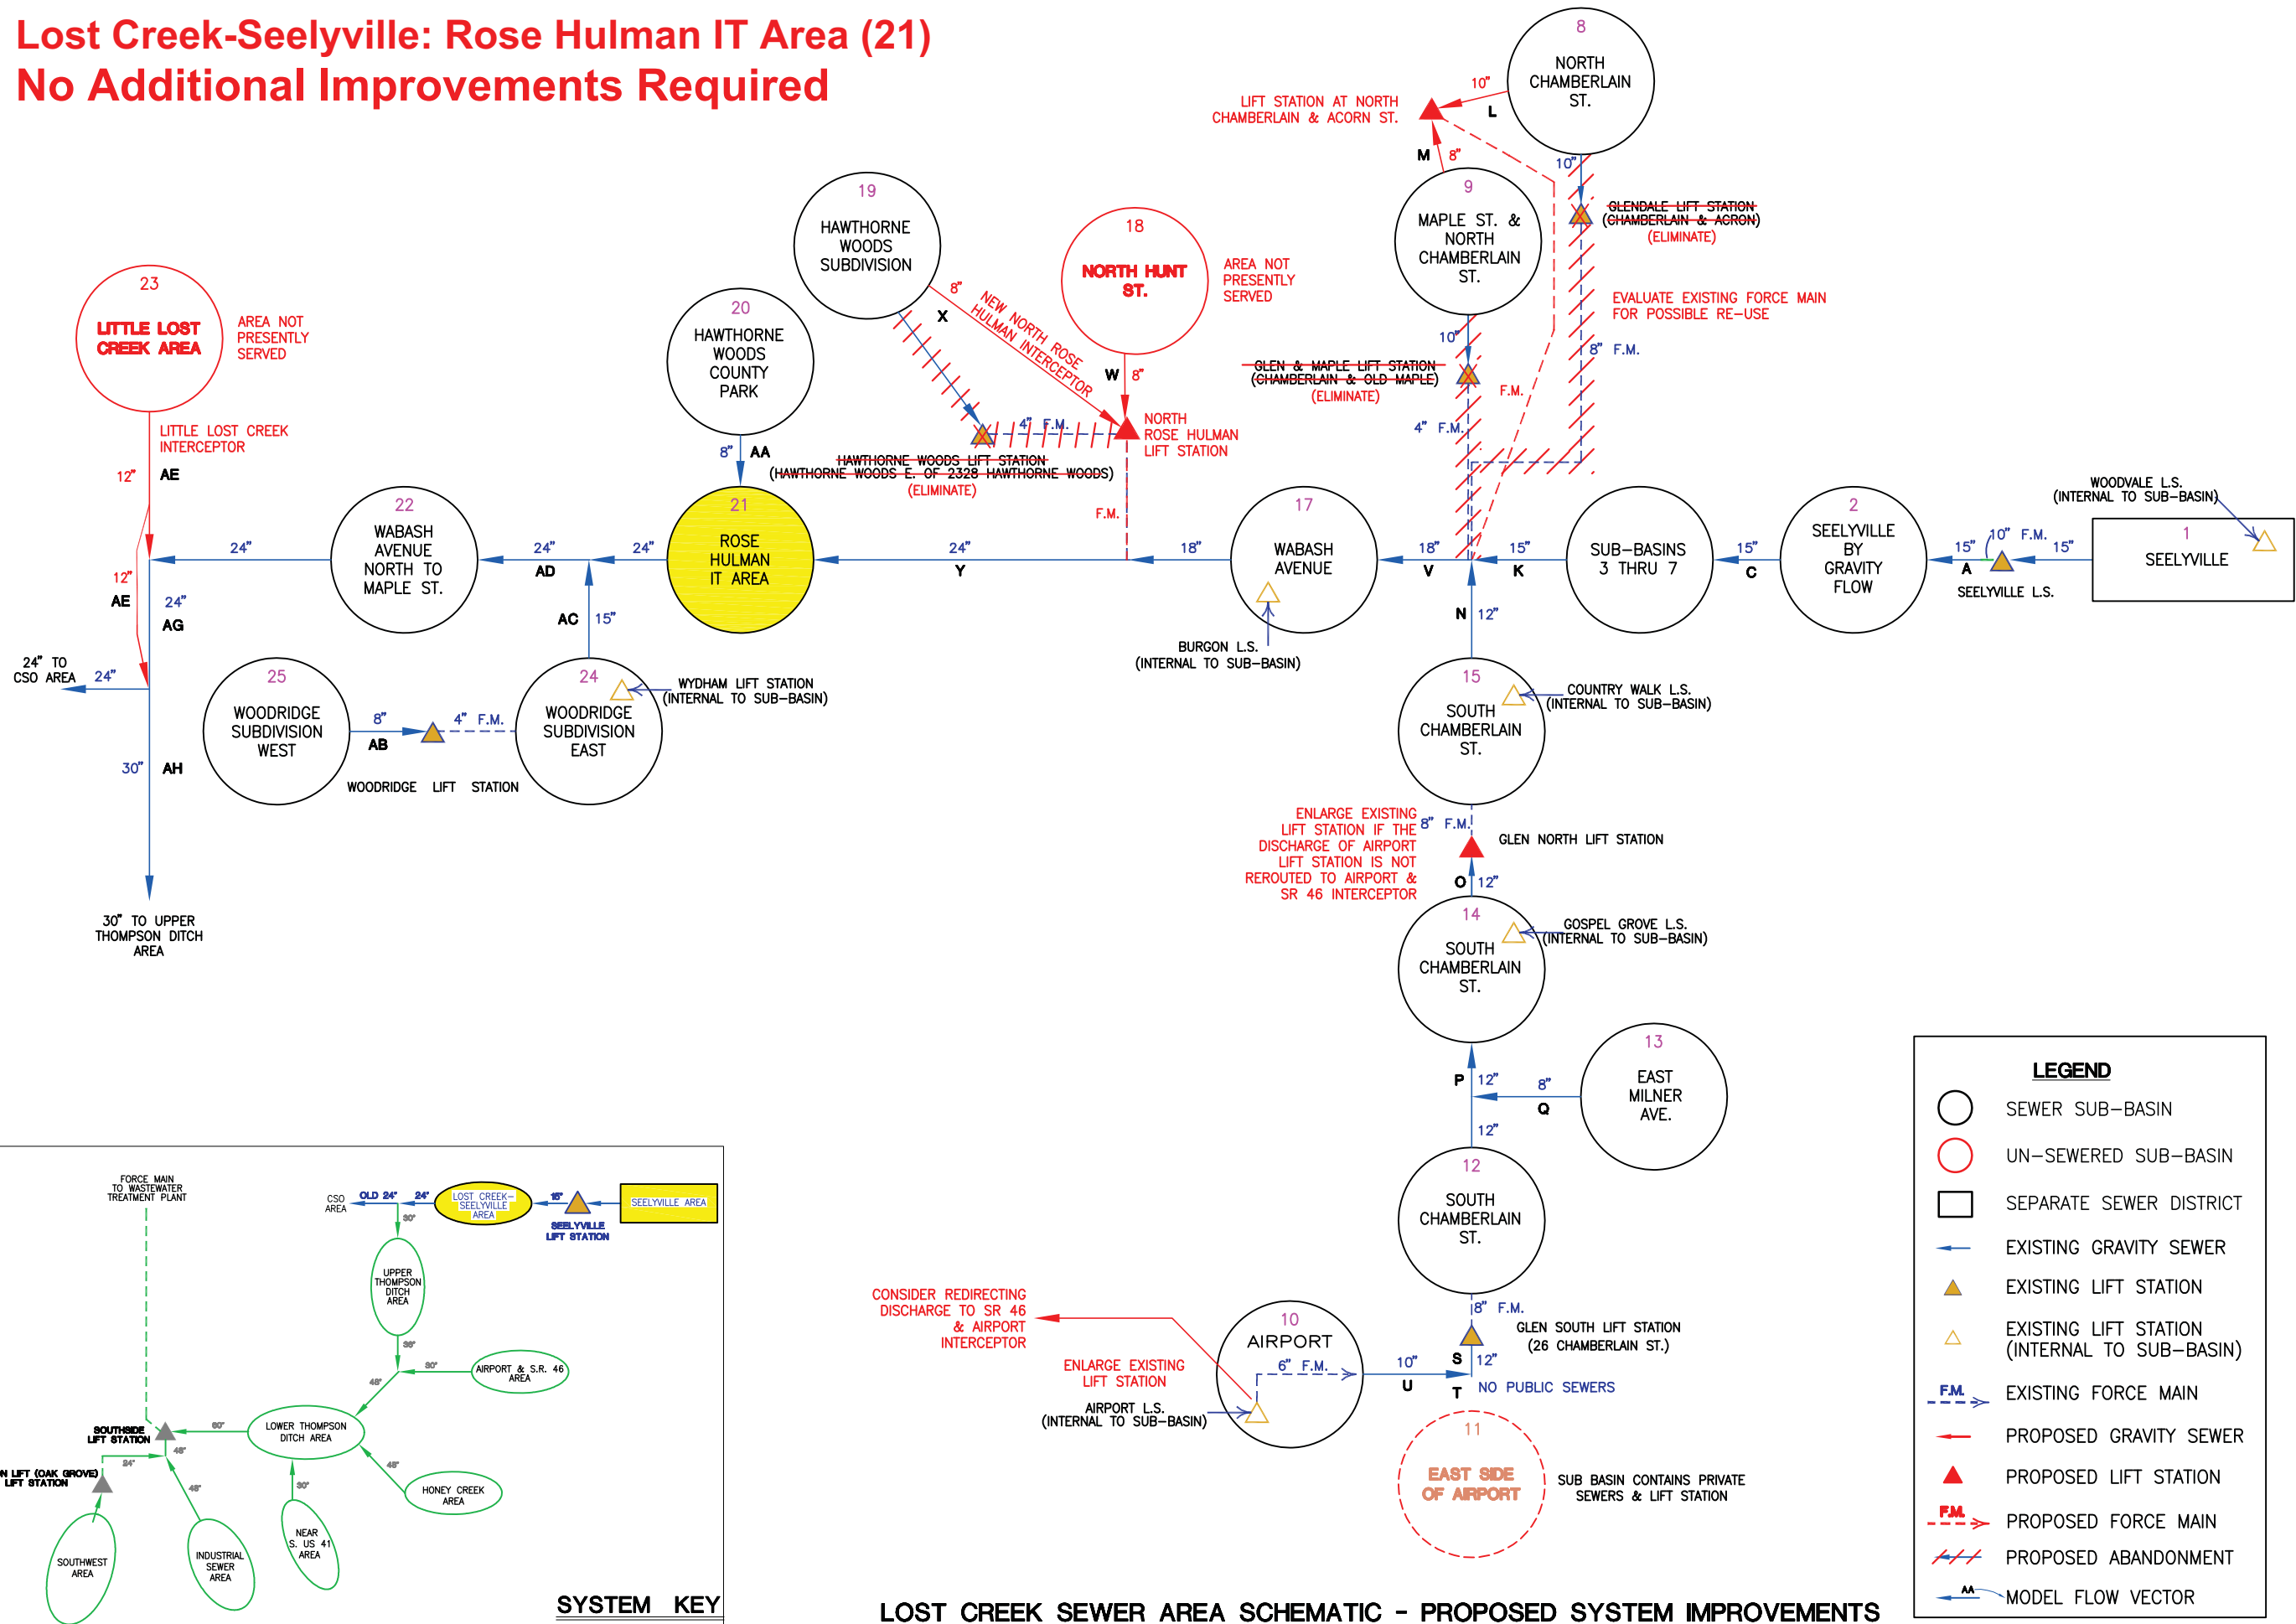 Lost Creek-Seelyville: Rose Hulman IT Area (21)
No Additional Improvements Required
8
NORTH
CHAMBERLAIN
ST.
10"
L
LIFT STATION AT NORTH
CHAMBERLAIN & ACORN ST.
M
8"
10"
GLENDALE LIFT STATION
(CHAMBERLAIN & ACRON)
(ELIMINATE)
9
MAPLE ST. &
NORTH
CHAMBERLAIN
ST.
EVALUATE EXISTING FORCE MAIN
FOR POSSIBLE RE-USE
8" F.M.
10"
GLEN & MAPLE LIFT STATION
(CHAMBERLAIN & OLD MAPLE)
(ELIMINATE)
F.M.
4" F.M.
18
NORTH HUNT
ST.
AREA NOT
PRESENTLY
SERVED
W
8"
19
HAWTHORNE
WOODS
SUBDIVISION
8"
X
NEW NORTH ROSE
HULMAN INTERCEPTOR
NORTH
ROSE HULMAN
LIFT STATION
4" F.M.
HAWTHORNE WOODS LIFT STATION
(HAWTHORNE WOODS E. OF 2328 HAWTHORNE WOODS)
(ELIMINATE)
F.M.
20
HAWTHORNE
WOODS
COUNTY
PARK
8"
AA
23
LITTLE LOST
CREEK AREA
AREA NOT
PRESENTLY
SERVED
LITTLE LOST CREEK
INTERCEPTOR
12"
AE
24"
22
WABASH
AVENUE
NORTH TO
MAPLE ST.
24"
AD
24"
21
ROSE
HULMAN
IT AREA
24"
Y
18"
17
WABASH
AVENUE
BURGON L.S.
(INTERNAL TO SUB-BASIN)
18"
V
15"
K
SUB-BASINS
3 THRU 7
15"
C
2
SEELYVILLE
BY
GRAVITY
FLOW
15"
A
10" F.M.
15"
SEELYVILLE L.S.
WOODVALE L.S.
(INTERNAL TO SUB-BASIN)
1
SEELYVILLE
12"
AE
24"
AG
24" TO
CSO AREA
24"
30"
AH
30" TO UPPER
THOMPSON DITCH
AREA
25
WOODRIDGE
SUBDIVISION
WEST
8"
AB
4" F.M.
WOODRIDGE LIFT STATION
24
WOODRIDGE
SUBDIVISION
EAST
AC
15"
WYDHAM LIFT STATION
(INTERNAL TO SUB-BASIN)
N
12"
15
SOUTH
CHAMBERLAIN
ST.
COUNTRY WALK L.S.
(INTERNAL TO SUB-BASIN)
ENLARGE EXISTING
LIFT STATION IF THE
DISCHARGE OF AIRPORT
LIFT STATION IS NOT
REROUTED TO AIRPORT &
SR 46 INTERCEPTOR
8" F.M.
GLEN NORTH LIFT STATION
O
12"
14
SOUTH
CHAMBERLAIN
ST.
GOSPEL GROVE L.S.
(INTERNAL TO SUB-BASIN)
P
12"
8"
Q
12"
13
EAST
MILNER
AVE.
12
SOUTH
CHAMBERLAIN
ST.
8" F.M.
GLEN SOUTH LIFT STATION
(26 CHAMBERLAIN ST.)
S
12"
T
NO PUBLIC SEWERS
10"
U
10
AIRPORT
6" F.M.
CONSIDER REDIRECTING
DISCHARGE TO SR 46
& AIRPORT
INTERCEPTOR
ENLARGE EXISTING
LIFT STATION
AIRPORT L.S.
(INTERNAL TO SUB-BASIN)
11
EAST SIDE
OF AIRPORT
SUB BASIN CONTAINS PRIVATE
SEWERS & LIFT STATION
LEGEND
SEWER SUB-BASIN
UN-SEWERED SUB-BASIN
SEPARATE SEWER DISTRICT
EXISTING GRAVITY SEWER
EXISTING LIFT STATION
EXISTING LIFT STATION
(INTERNAL TO SUB-BASIN)
F.M.
EXISTING FORCE MAIN
PROPOSED GRAVITY SEWER
PROPOSED LIFT STATION
F.M.
PROPOSED FORCE MAIN
PROPOSED ABANDONMENT
AA
MODEL FLOW VECTOR
FORCE MAIN
TO WASTEWATER
TREATMENT PLANT
CSO
AREA
OLD 24"
24"
LOST CREEK-
SEELYVILLE
AREA
15"
SEELYVILLE
LIFT STATION
SEELYVILLE AREA
30"
UPPER
THOMPSON
DITCH
AREA
36"
30"
AIRPORT & S.R. 46
AREA
48"
LOWER THOMPSON
DITCH AREA
60"
SOUTHSIDE
LIFT STATION
48"
24"
ON LIFT (OAK GROVE)
LIFT STATION
48"
30"
48"
HONEY CREEK
AREA
NEAR
S. US 41
AREA
INDUSTRIAL
SEWER
AREA
SOUTHWEST
AREA
SYSTEM KEY
LOST CREEK SEWER AREA SCHEMATIC - PROPOSED SYSTEM IMPROVEMENTS